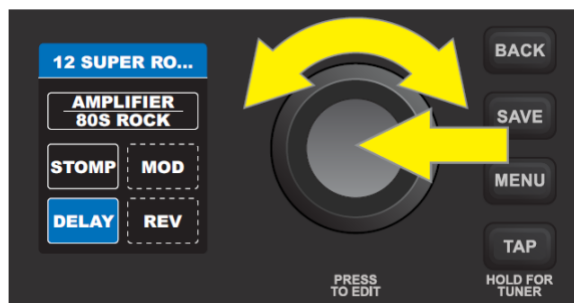 12 SUPER RO...
AMPLIFIER
80S ROCK
STOMP
MOD
DELAY
REV
PRESS
TO EDIT
BACK
SAVE
MENU
TAP
HOLD FOR
TUNER